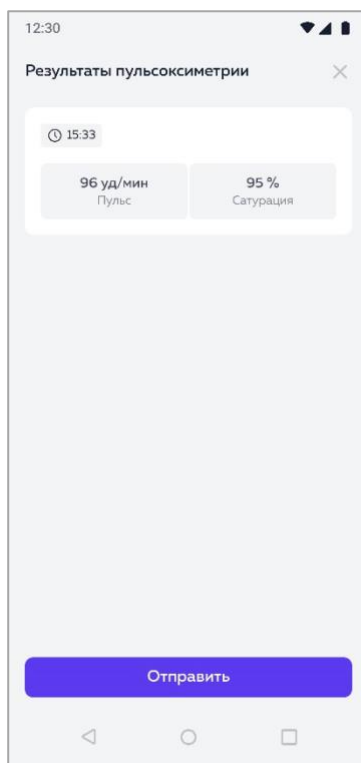 12:30
Результаты пульсоксиметрии
15:33
96 уд/мин
Пульс
95 %
Сатурация
Отправить